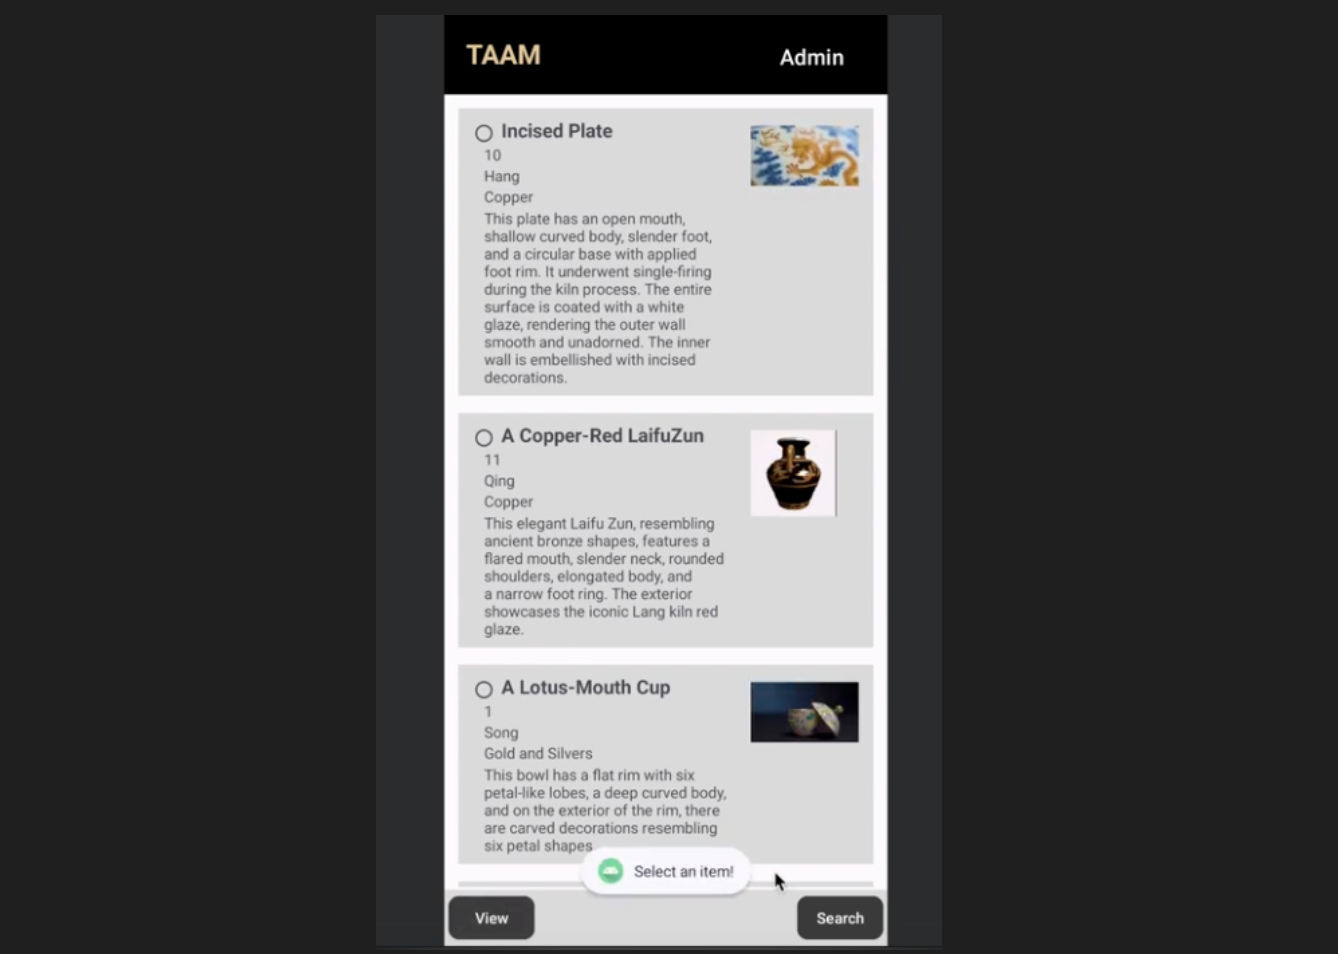 TAAM
Admin
Incised Plate
10
Hang
Copper
This plate has an open mouth,
shallow curved body, slender foot,
and a circular base with applied
foot rim. It underwent single-firing
during the kiln process. The entire
surface is coated with a white
glaze, rendering the outer wall
smooth and unadorned. The inner
wall is embellished with incised
decorations.
A Copper-Red LaifuZun
11
Qing
Copper
This elegant Laifu Zun, resembling
ancient bronze shapes, features a
flared mouth, slender neck, rounded
shoulders, elongated body, and
a narrow foot ring. The exterior
showcases the iconic Lang kiln red
glaze.
A Lotus-Mouth Cup
1
Song
Gold and Silvers
This bowl has a flat rim with six
petal-like lobes, a deep curved body,
and on the exterior of the rim, there
are carved decorations resembling
six petal shapes
Select an item!
View
Search